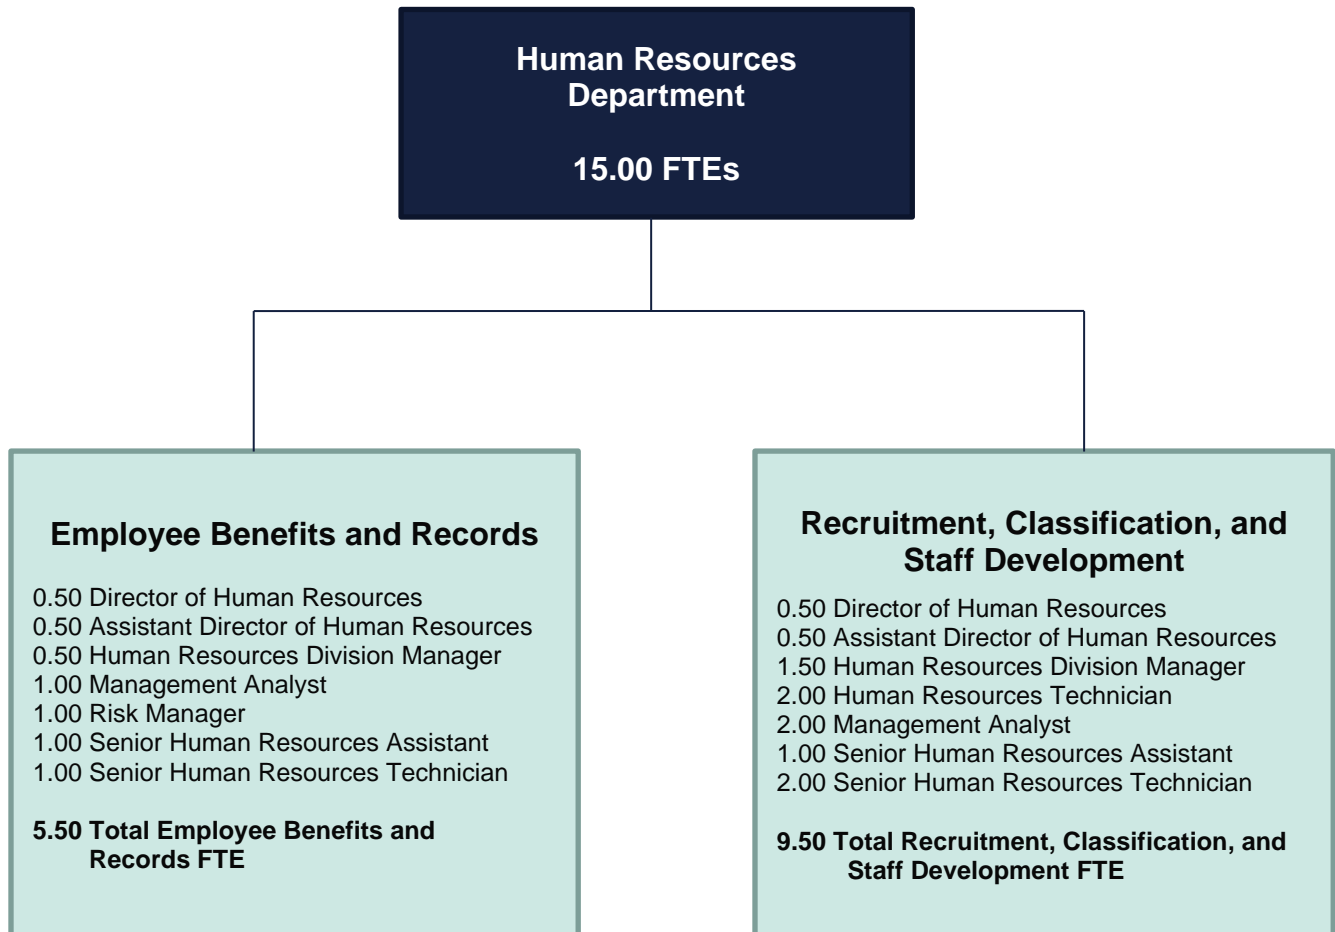 Human Resources
Department
15.00 FTEs
Employee Benefits and Records
0.50 Director of Human Resources
0.50 Assistant Director of Human Resources
0.50 Human Resources Division Manager
1.00 Management Analyst
1.00 Risk Manager
1.00 Senior Human Resources Assistant
1.00 Senior Human Resources Technician
5.50 Total Employee Benefits and
Records FTE
Recruitment, Classification, and
Staff Development
0.50 Director of Human Resources
0.50 Assistant Director of Human Resources
1.50 Human Resources Division Manager
2.00 Human Resources Technician
2.00 Management Analyst
1.00 Senior Human Resources Assistant
2.00 Senior Human Resources Technician
9.50 Total Recruitment, Classification, and
Staff Development FTE